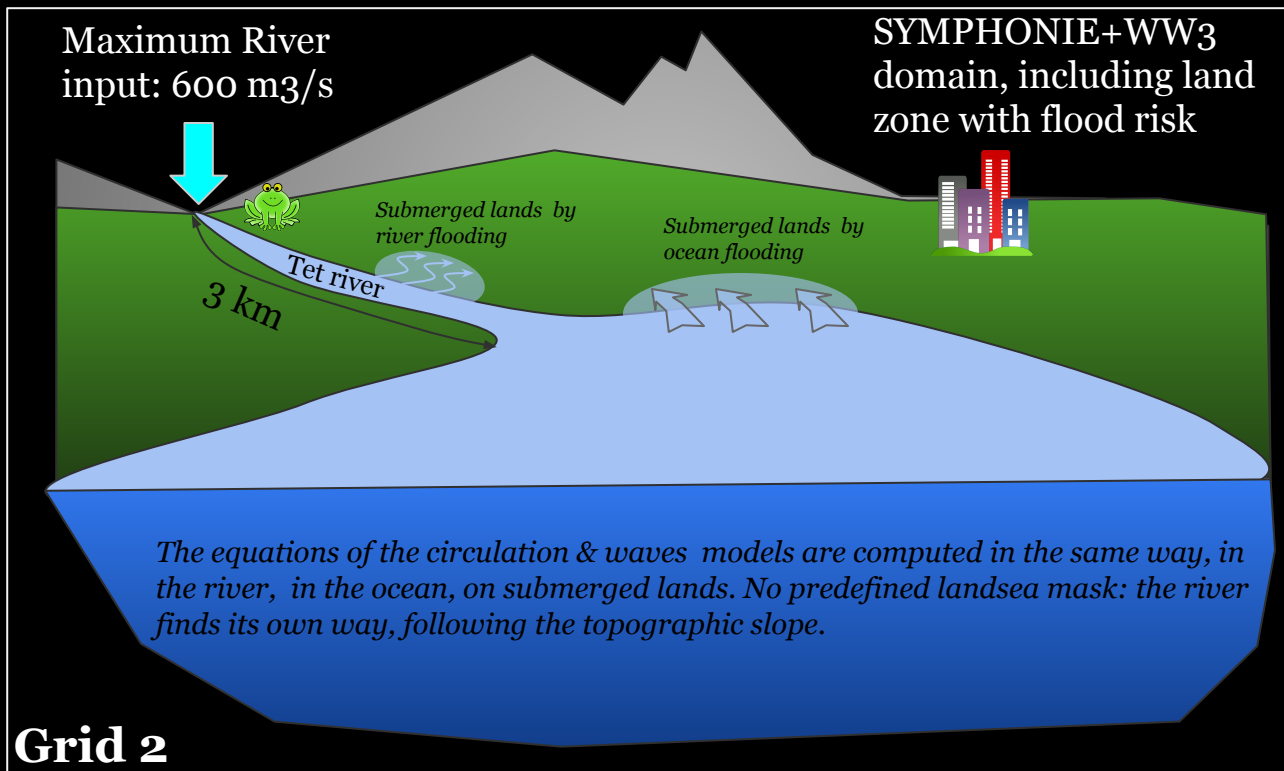 Maximum River
input: 600 m3/s
SYMPHONIE+WW3
domain, including land
zone with flood risk
Submerged lands by
river flooding
Submerged lands by
ocean flooding
Tet river
3 km
The equations of the circulation & waves models are computed in the same way, in
the river, in the ocean, on submerged lands. No predefined landsea mask: the river
finds its own way, following the topographic slope.
Grid 2